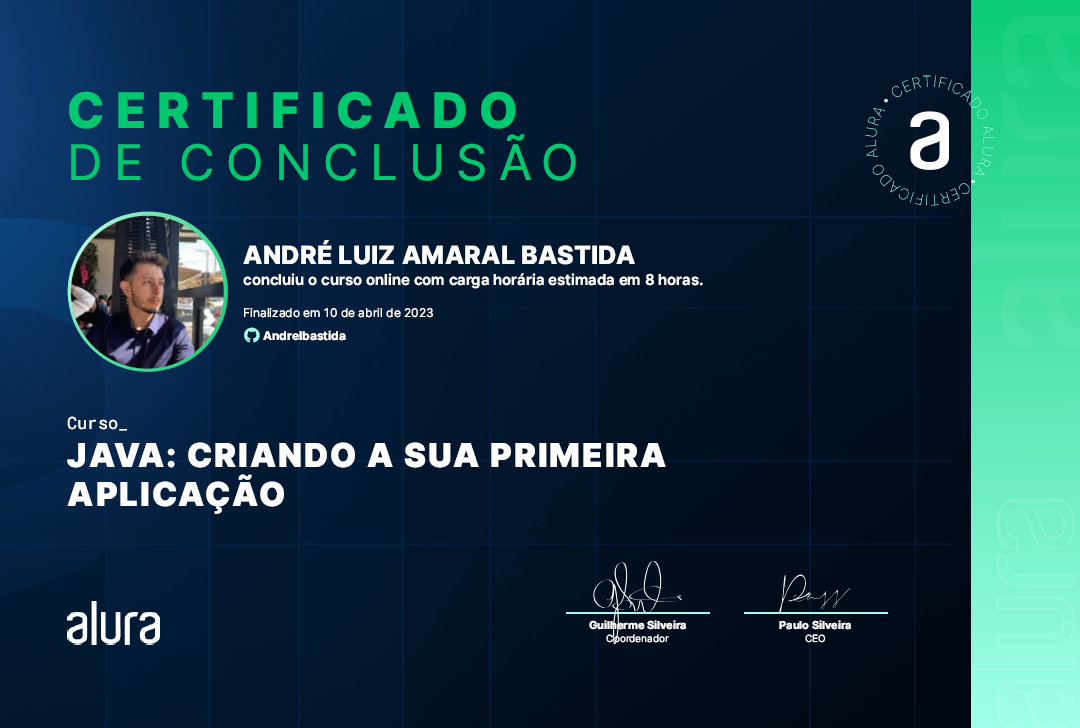 CERTIFICADO
DE CONCLUSÃO
CERTIFICADO ALURA • CERTIFICADO ALURA •
a
ANDRÉ LUIZ AMARAL BASTIDA
concluiu o curso online com carga horária estimada em 8 horas.
Finalizado em 10 de abril de 2023
Andrelbastida
Curso_
JAVA: CRIANDO A SUA PRIMEIRA
APLICAÇÃO
alura
Guilherme Silveira
Coordenador
Paulo Silveira
CEO
alura
alura